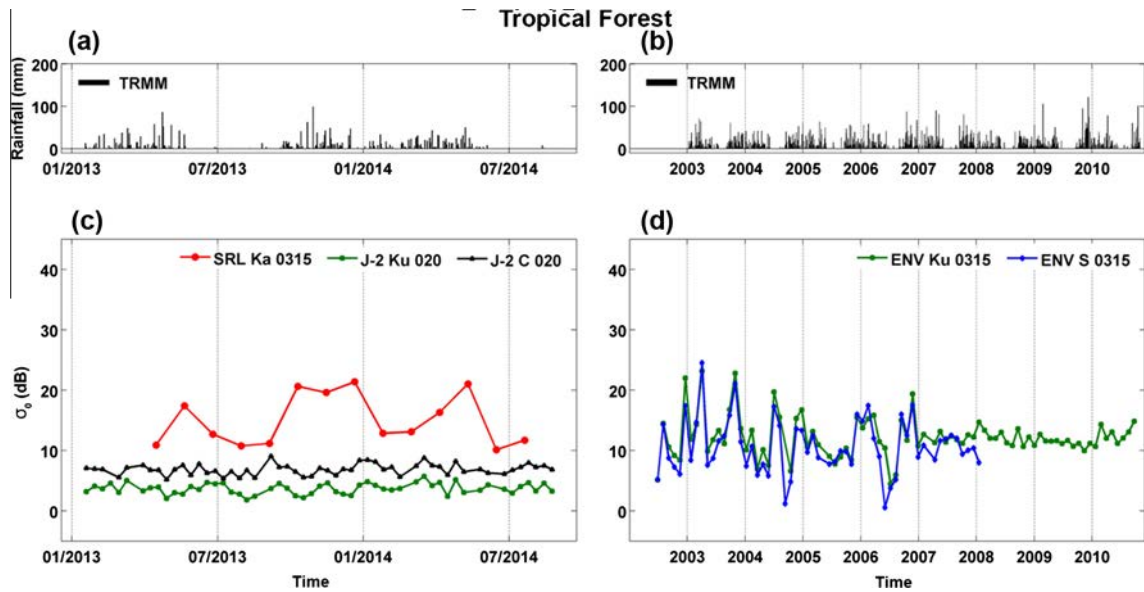 Tropical Forest
(a)
(b)
Rainfall (mm)
200
100
0
TRMM
01/2013 07/2013 01/2014 07/2014
200
100
0
TRMM
2003 2004 2005 2006 2007 2008 2009 2010
(c)
(d)
σ0 (dB)
40
30
20
10
0
SRL Ka 0315 J-2 Ku 020 J-2 C 020
01/2013 07/2013 01/2014 07/2014
Time
40
30
20
10
0
ENV Ku 0315 ENV S 0315
2003 2004 2005 2006 2007 2008 2009 2010
Time